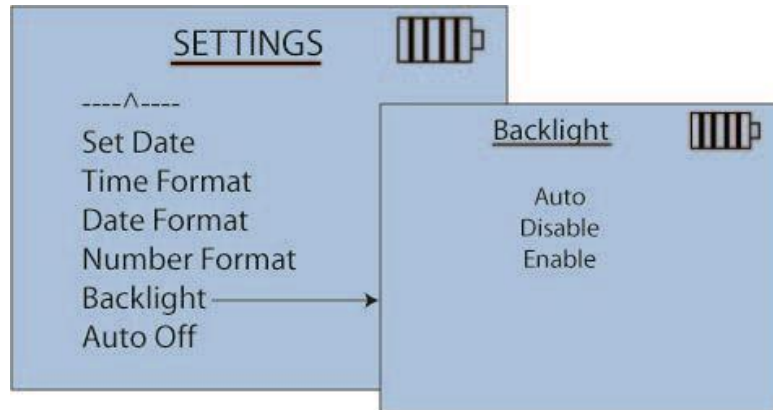 SETTINGS
----^----
Set Date
Time Format
Date Format
Number Format
Backlight
Auto Off
Backlight
Auto
Disable
Enable